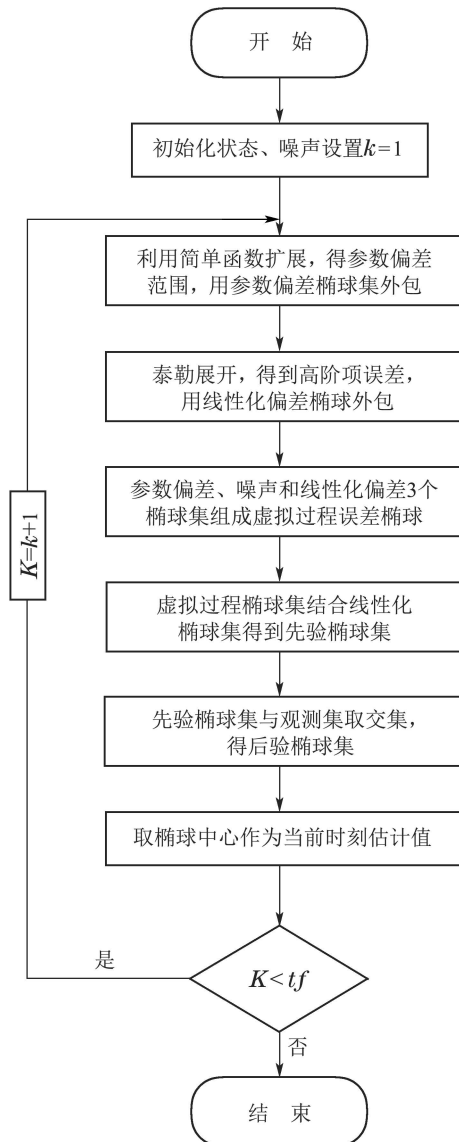 开 始
初始化状态、噪声设置k=1
利用简单函数扩展，得参数偏差
范围，用参数偏差椭球集外包
泰勒展开，得到高阶项误差，
用线性化偏差椭球外包
参数偏差、噪声和线性化偏差3个
椭球集组成虚拟过程误差椭球
K=k+1
虚拟过程椭球集结合线性化
椭球集得到先验椭球集
先验椭球集与观测集取交集，
得后验椭球集
取椭球中心作为当前时刻估计值
是
K<tf
否
结 束